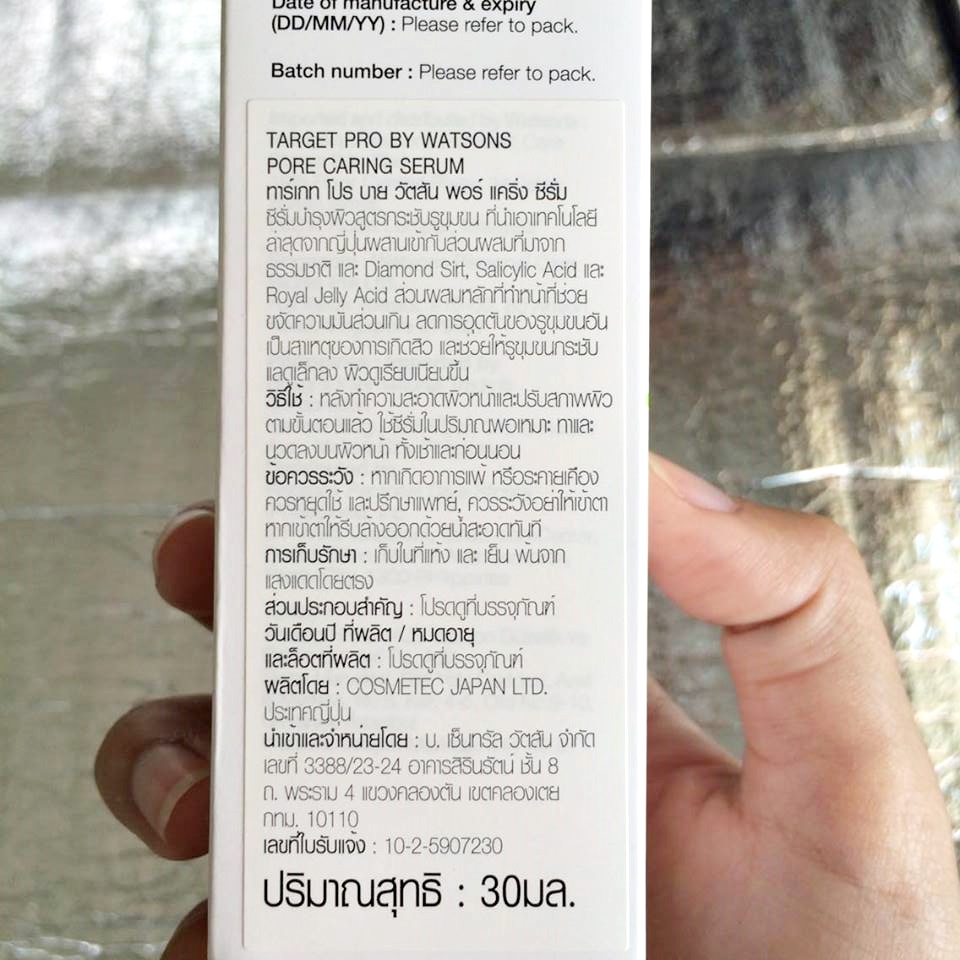 Date of manufacture & expiry
(DD/MM/YY) : Please refer to pack.
Batch number : Please refer to pack.
TARGET PRO BY WATSONS
PORE CARING SERUM
ทาร์เกท โปร บาย วัตสัน พอร์ แคริ่ง ซีรั่ม
ซีรั่มบำรุงผิวสูตรกระชับรูขุมขน ที่นำเอาเทคโนโลยี
ล่าสุดจากญี่ปุ่นผสานเข้ากับส่วนผสมที่มาจาก
ธรรมชาติ และ Diamond Sirt, Salicylic Acid และ
Royal Jelly Acid ส่วนผสมหลักที่ทำหน้าที่ช่วย
ขจัดความมันส่วนเกิน ลดการอุดตันของรูขุมขนอัน
เป็นสาเหตุของการเกิดสิว และช่วยให้รูขุมขนกระชับ
แลดูเล็กลง ผิวดูเรียบเนียนขึ้น
วิธีใช้ : หลังทำความสะอาดผิวหน้าและปรับสภาพผิว
ตามขั้นตอนแล้ว ใช้ซีรั่มในปริมาณพอเหมาะ ทาและ
นวดลงบนผิวหน้า ทั้งเช้าและก่อนนอน
ข้อควรระวัง : หากเกิดอาการแพ้ หรือระคายเคือง
ควรหยุดใช้ และปรึกษาแพทย์, ควรระวังอย่าให้เข้าตา
หากเข้าตาให้รีบล้างออกด้วยน้ำสะอาดทันที
การเก็บรักษา : เก็บในที่แห้ง และ เย็น พ้นจาก
แสงแดดโดยตรง
ส่วนประกอบสำคัญ : โปรดดูที่บรรจุภัณฑ์
วันเดือนปี ที่ผลิต / หมดอายุ
และล็อตที่ผลิต : โปรดดูที่บรรจุภัณฑ์
ผลิตโดย : COSMETEC JAPAN LTD.
ประเทศญี่ปุ่น
นำเข้าและจำหน่ายโดย : บ. เซ็นทรัล วัตสัน จำกัด
เลขที่ 3388/23-24 อาคารสิรินรัตน์ ชั้น 8
ถ. พระราม 4 แขวงคลองตัน เขตคลองเตย
กทม. 10110
เลขที่ใบรับแจ้ง : 10-2-5907230
ปริมาณสุทธิ : 30มล.